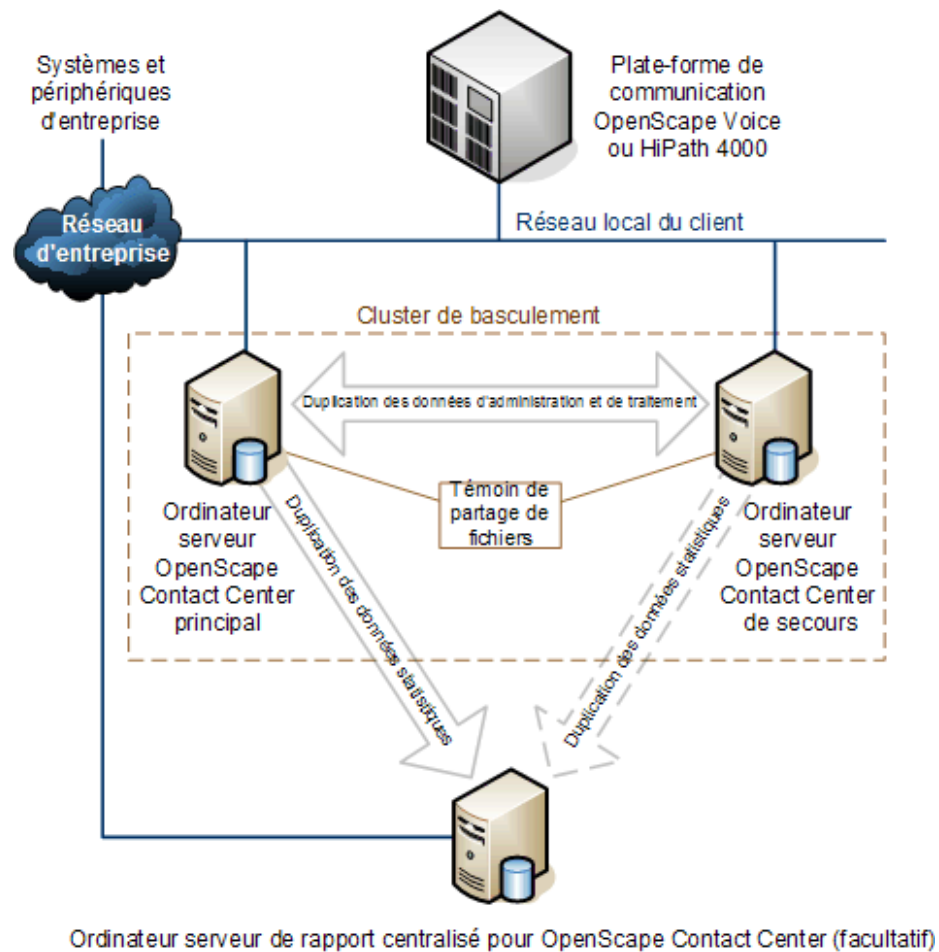 Systèmes et
périphériques
d'entreprise
Plate-forme de
communication
OpenScape Voice
ou HiPath 4000
Réseau
d'entreprise
Réseau local du client
Cluster de basculement
Duplication des données d'administration et de traitement
Témoin de
partage de
fichiers
Ordinateur
serveur
OpenScape
Contact Center
principal
Ordinateur
serveur
OpenScape
Contact Center
de secours
Duplication des données statistiques
Duplication des données statistiques
Ordinateur serveur de rapport centralisé pour OpenScape Contact Center (facultatif)